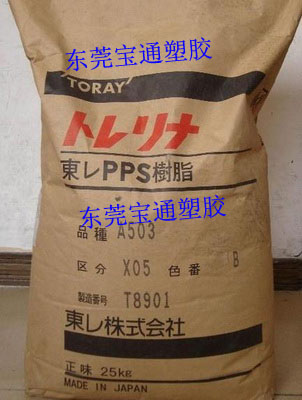 东莞宝通塑胶
TORAY
トレリナ
東レPPS樹脂
东莞宝通塑胶
品種 A503
区分 X05 色番 B
製造番号 T8901
東レ株式会社
正味 25kg
MADE IN JAPAN